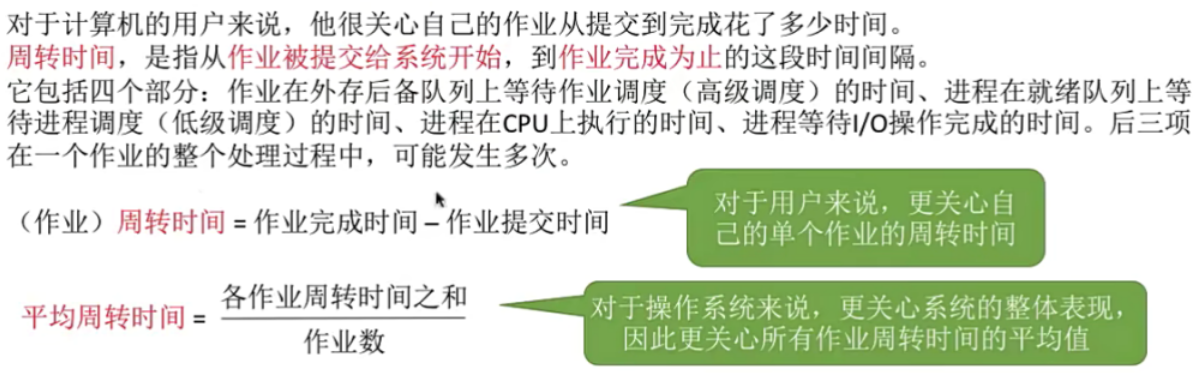 对于计算机的用户来说，他很关心自己的作业从提交到完成花了多少时间。
周转时间，是指从作业被提交给系统开始，到作业完成为止的这段时间间隔。
它包括四个部分：作业在外存后备队列上等待作业调度（高级调度）的时间、进程在就绪队列上等
待进程调度（低级调度）的时间、进程在CPU上执行的时间、进程等待I/O操作完成的时间。后三项
在一个作业的整个处理过程中，可能发生多次。
（作业）周转时间 = 作业完成时间 – 作业提交时间
对于用户来说，更关心自
己的单个作业的周转时间
平均周转时间 =
各作业周转时间之和
作业数
对于操作系统来说，更关心系统的整体表现，
因此更关心所有作业周转时间的平均值